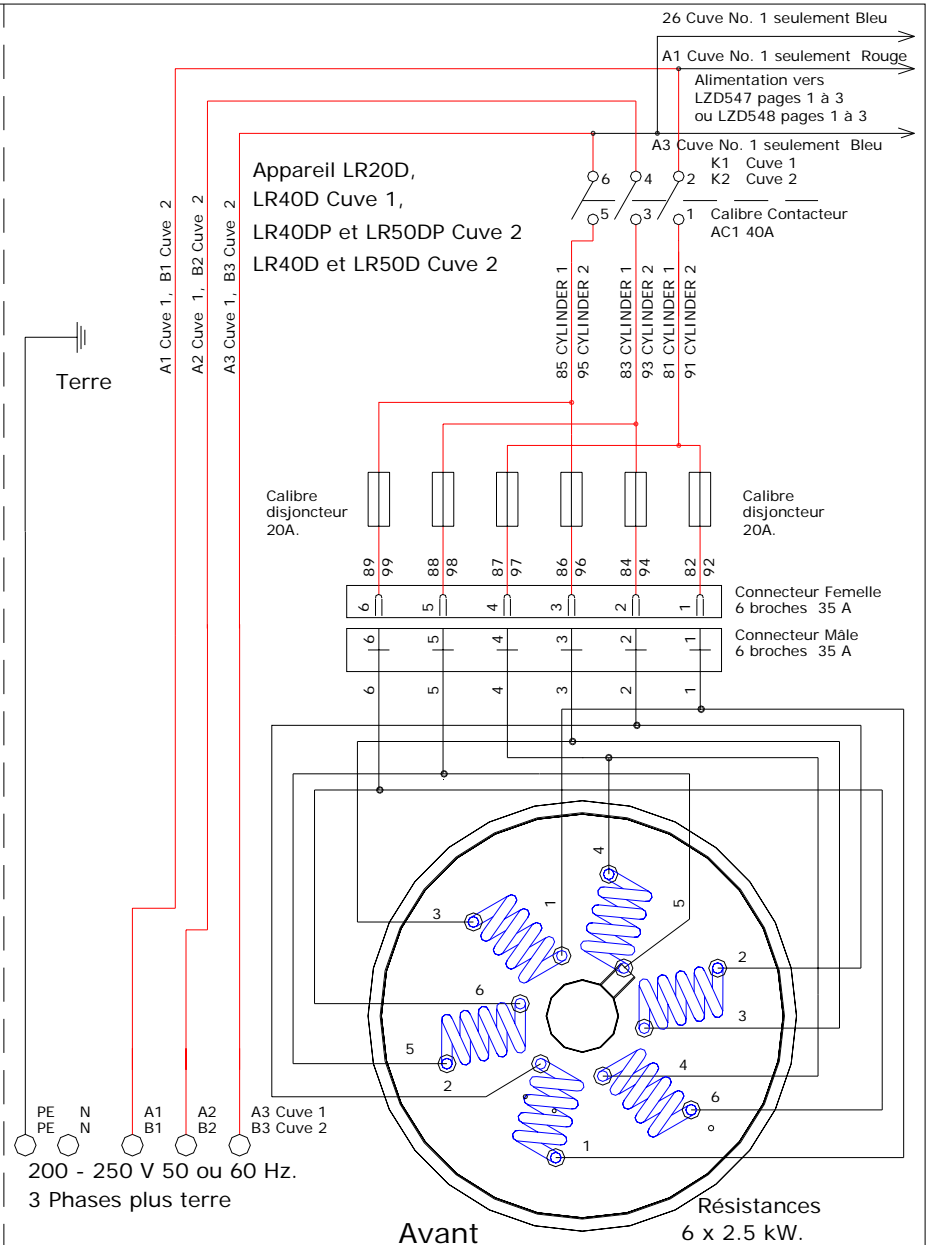 26 Cuve No. 1 seulement Bleu
A1 Cuve No. 1 seulement Rouge
Alimentation vers
LZD547 pages 1 à 3
ou LZD548 pages 1 à 3
A3 Cuve No. 1 seulement Bleu
K1 Cuve 1
K2 Cuve 2
6 4 2
5 3 1
Calibre Contacteur
AC1 40A
Appareil LR20D,
LR40D Cuve 1,
LR40DP et LR50DP Cuve 2
LR40D et LR50D Cuve 2
A1 Cuve 1, B1 Cuve 2
A2 Cuve 1, B2 Cuve 2
A3 Cuve 1, B3 Cuve 2
Terre
85 CYLINDER 1
95 CYLINDER 2
83 CYLINDER 1
93 CYLINDER 2
81 CYLINDER 1
91 CYLINDER 2
Calibre
disjoncteur
20A.
Calibre
disjoncteur
20A.
89 88 87 86 84 82
99 98 97 96 94 92
6 5 4 3 2 1
Connecteur Femelle
6 broches 35 A
6 5 4 3 2 1
Connecteur Mâle
6 broches 35 A
6 5 4 3 2 1
4
3 1 5
2
6
3
5
4
2
6
1
PE N A1 A2 A3 Cuve 1
PE N B1 B2 B3 Cuve 2
200 - 250 V 50 ou 60 Hz.
3 Phases plus terre
Avant
Résistances
6 x 2.5 kW.